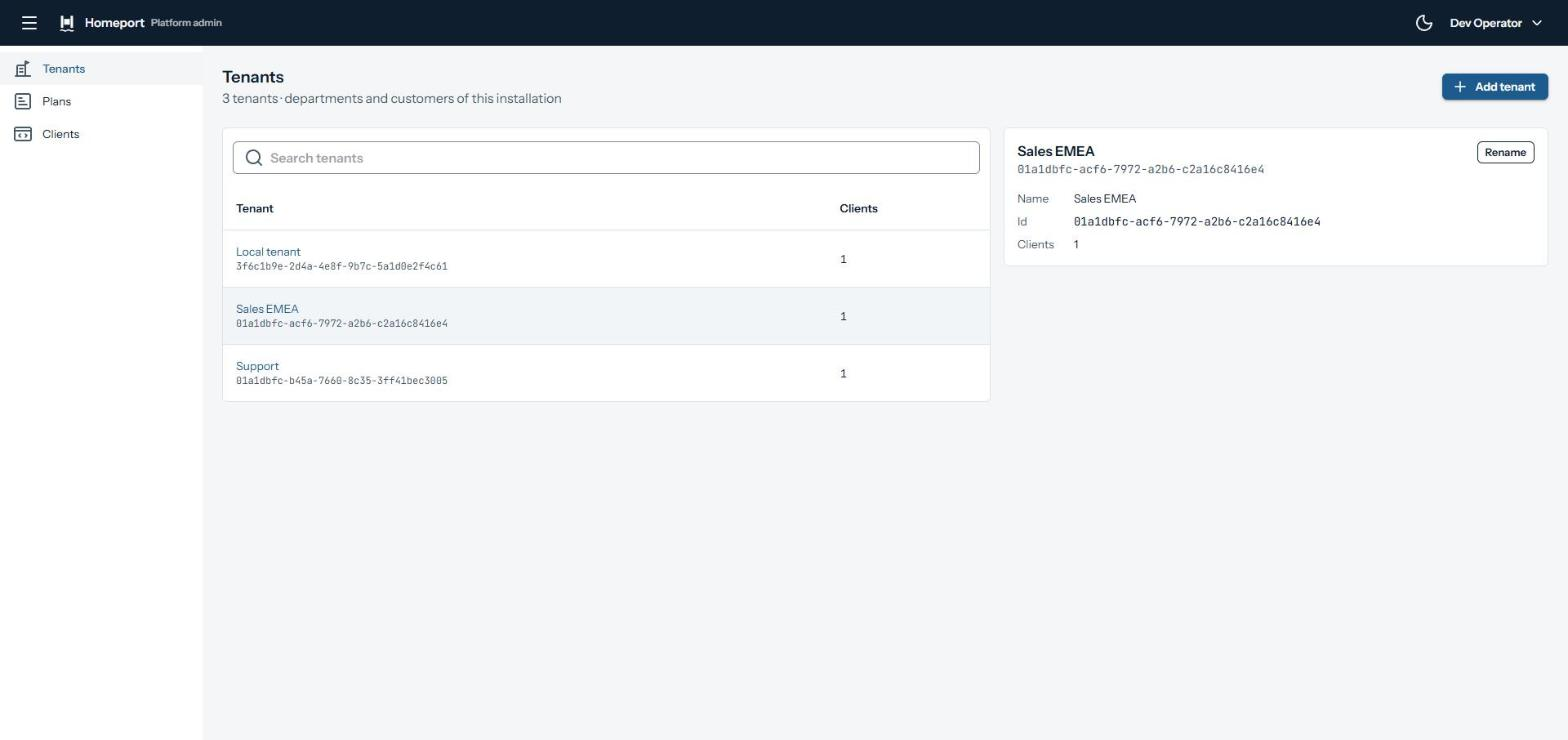 Homeport Platform admin
Dev Operator
Tenants
Plans
Clients
Tenants
3 tenants · departments and customers of this installation
Add tenant
Search tenants
Tenant Clients
Local tenant
3f6c1b9e-2d4a-4e8f-9b7c-5a1d0e2f4c61
1
Sales EMEA
01a1dbfc-acf6-7972-a2b6-c2a16c8416e4
1
Support
01a1dbfc-b45a-7660-8c35-3ff41bec3005
1
Sales EMEA
Rename
01a1dbfc-acf6-7972-a2b6-c2a16c8416e4
Name Sales EMEA
Id 01a1dbfc-acf6-7972-a2b6-c2a16c8416e4
Clients 1